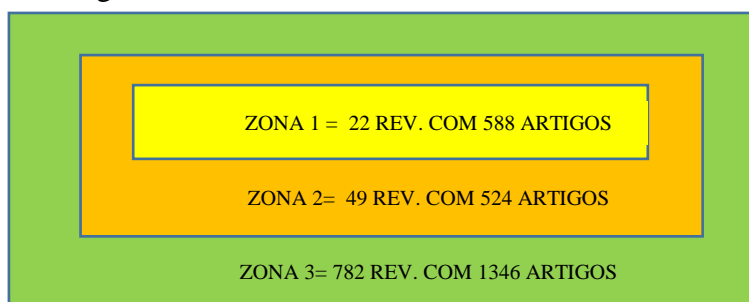 ZONA 1 = 22 REV. COM 588 ARTIGOS
ZONA 2= 49 REV. COM 524 ARTIGOS
ZONA 3= 782 REV. COM 1346 ARTIGOS